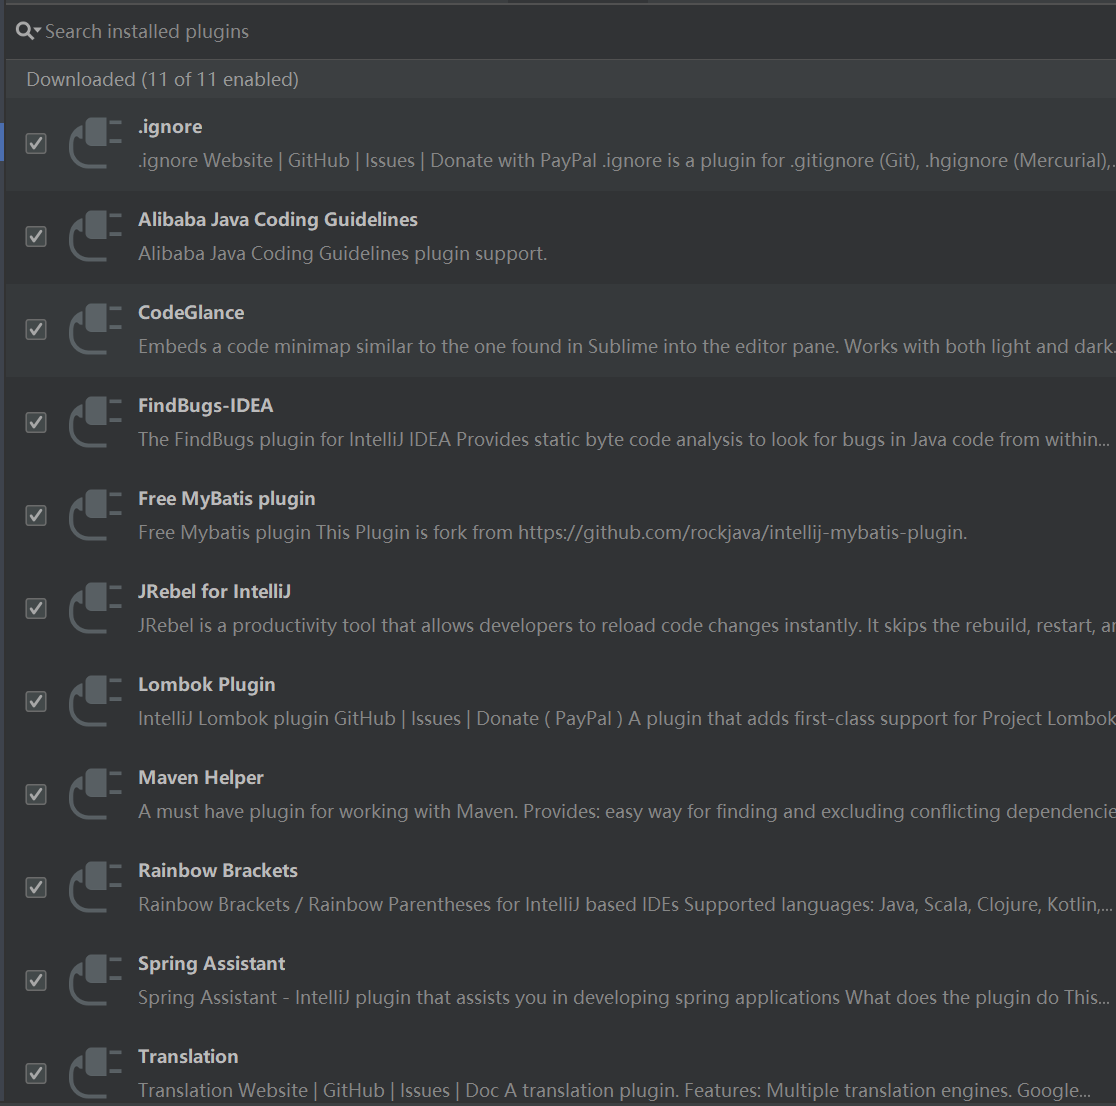 Search installed plugins
Downloaded (11 of 11 enabled)
.ignore
.ignore Website | GitHub | Issues | Donate with PayPal .ignore is a plugin for .gitignore (Git), .hgignore (Mercurial),.
Alibaba Java Coding Guidelines
Alibaba Java Coding Guidelines plugin support.
CodeGlance
Embeds a code minimap similar to the one found in Sublime into the editor pane. Works with both light and dark.
FindBugs-IDEA
The FindBugs plugin for IntelliJ IDEA Provides static byte code analysis to look for bugs in Java code from within...
Free MyBatis plugin
Free Mybatis plugin This Plugin is fork from https://github.com/rockjava/intellij-mybatis-plugin.
JRebel for IntelliJ
JRebel is a productivity tool that allows developers to reload code changes instantly. It skips the rebuild, restart,
Lombok Plugin
IntelliJ Lombok plugin GitHub | Issues | Donate ( PayPal ) A plugin that adds first-class support for Project Lombok
Maven Helper
A must have plugin for working with Maven. Provides: easy way for finding and excluding conflicting dependencie
Rainbow Brackets
Rainbow Brackets / Rainbow Parentheses for IntelliJ based IDEs Supported languages: Java, Scala, Clojure, Kotlin,...
Spring Assistant
Spring Assistant - IntelliJ plugin that assists you in developing spring applications What does the plugin do This...
Translation
Translation Website | GitHub | Issues | Doc A translation plugin. Features: Multiple translation engines. Google...